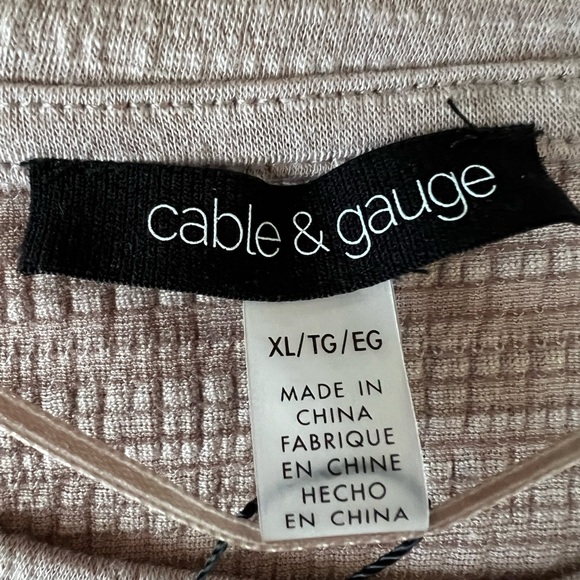 cable & gauge
XL/TG/EG
MADE IN
CHINA
FABRIQUE
EN CHINE
HECHO
EN CHINA